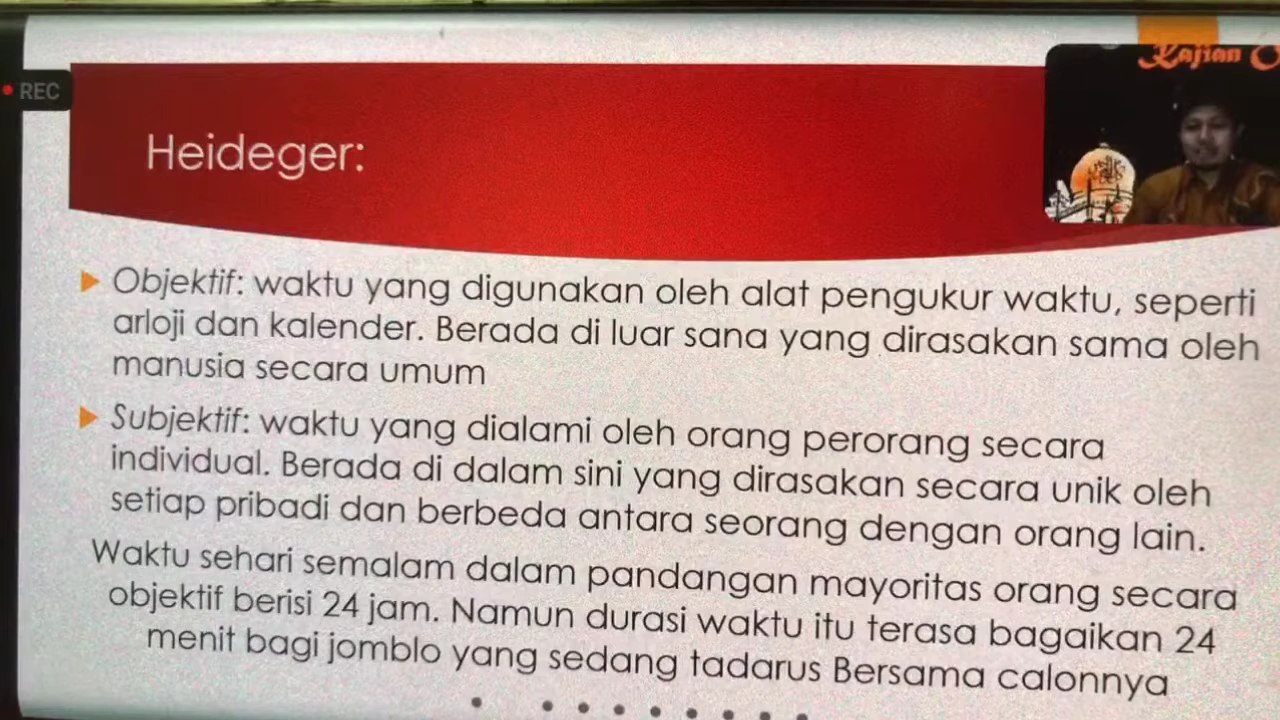 Kajian
REC
Heideger:
Objektif: waktu yang digunakan oleh alat pengukur waktu, seperti
arloji dan kalender. Berada di luar sana yang dirasakan sama oleh
manusia secara umum
Subjektif: waktu yang dialami oleh orang perorang secara
individual. Berada di dalam sini yang dirasakan secara unik oleh
setiap pribadi dan berbeda antara seorang dengan orang lain.
Waktu sehari semalam dalam pandangan mayoritas orang secara
objektif berisi 24 jam. Namun durasi waktu itu terasa bagaikan 24
menit bagi jomblo yang sedang tadarus Bersama calonnya